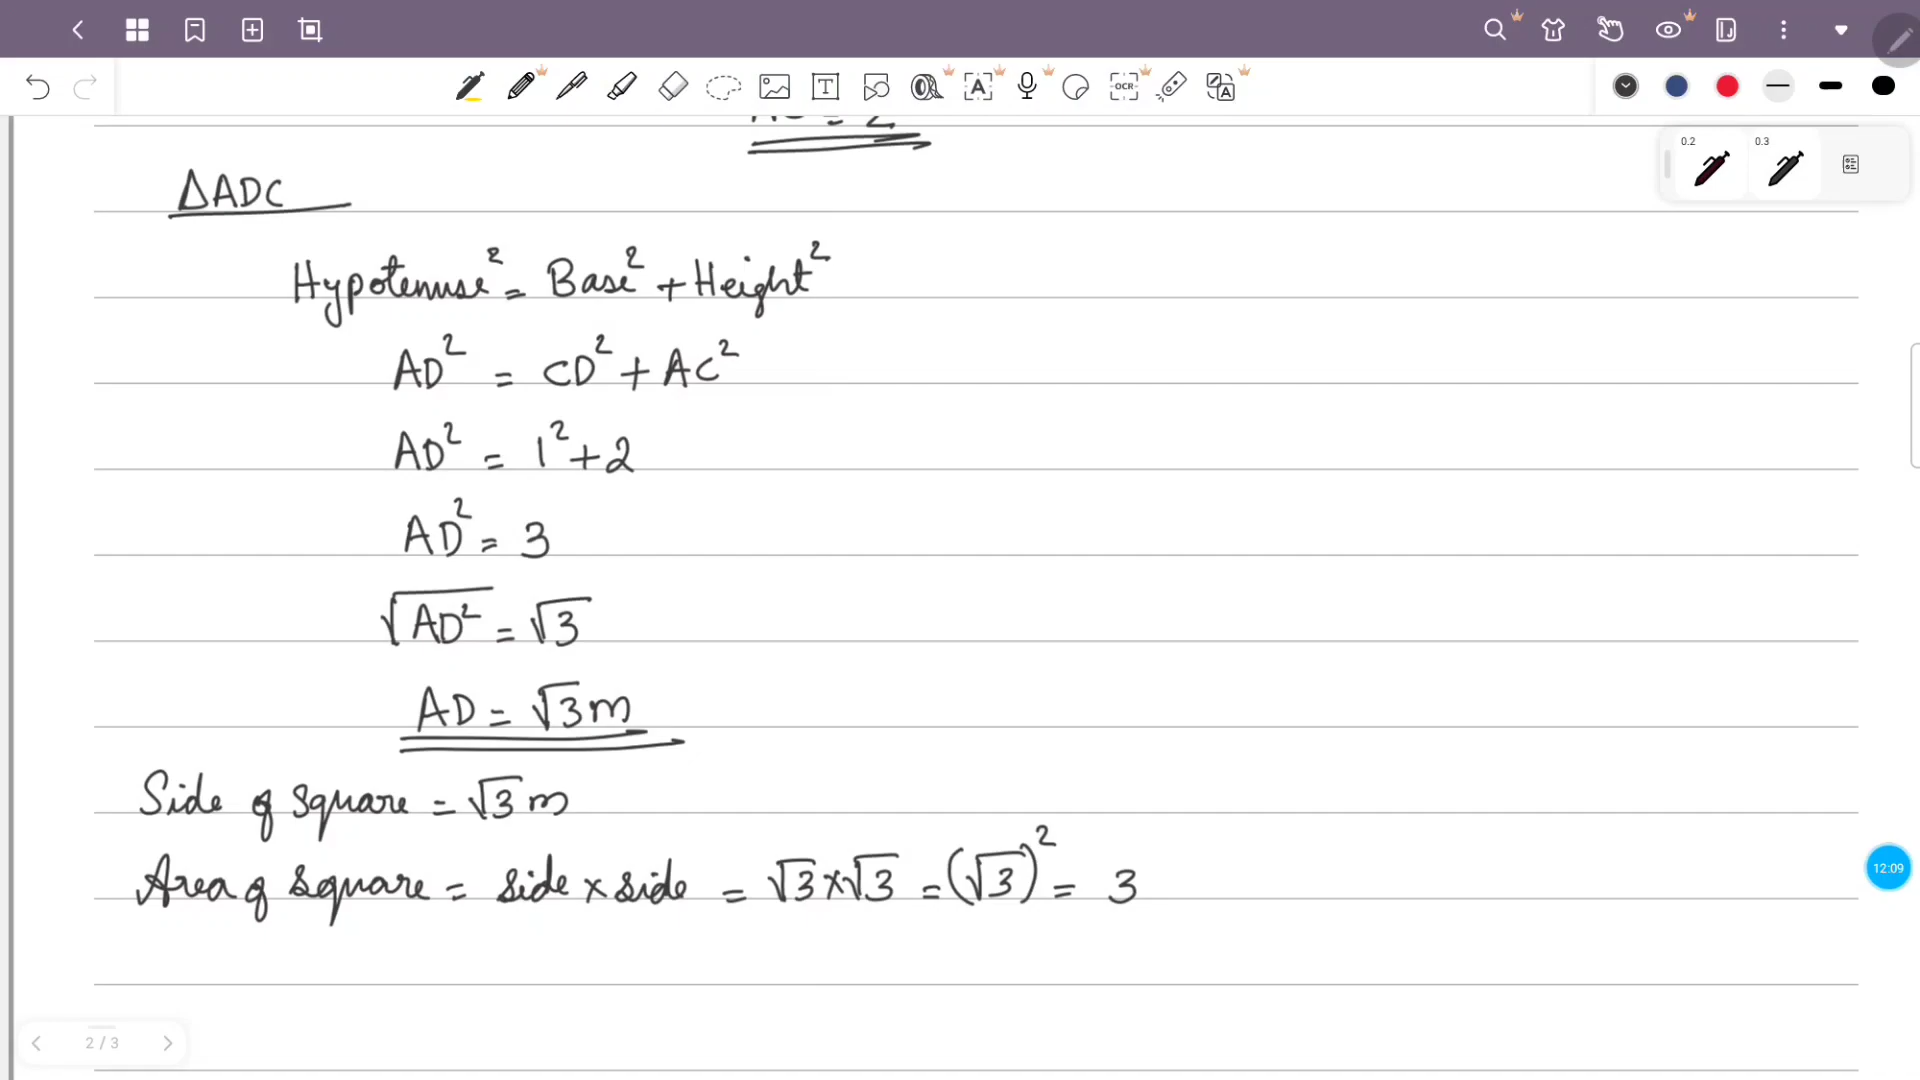 0.2 0.3
ΔADC
Hypotenuse² = Base² + Height²
AD² = CD² + AC²
AD² = 1² + 2
AD² = 3
√AD² = √3
AD = √3 m
Side of square = √3 m
Area of square = side × side = √3 × √3 = (√3)² = 3
12:09
2 / 3